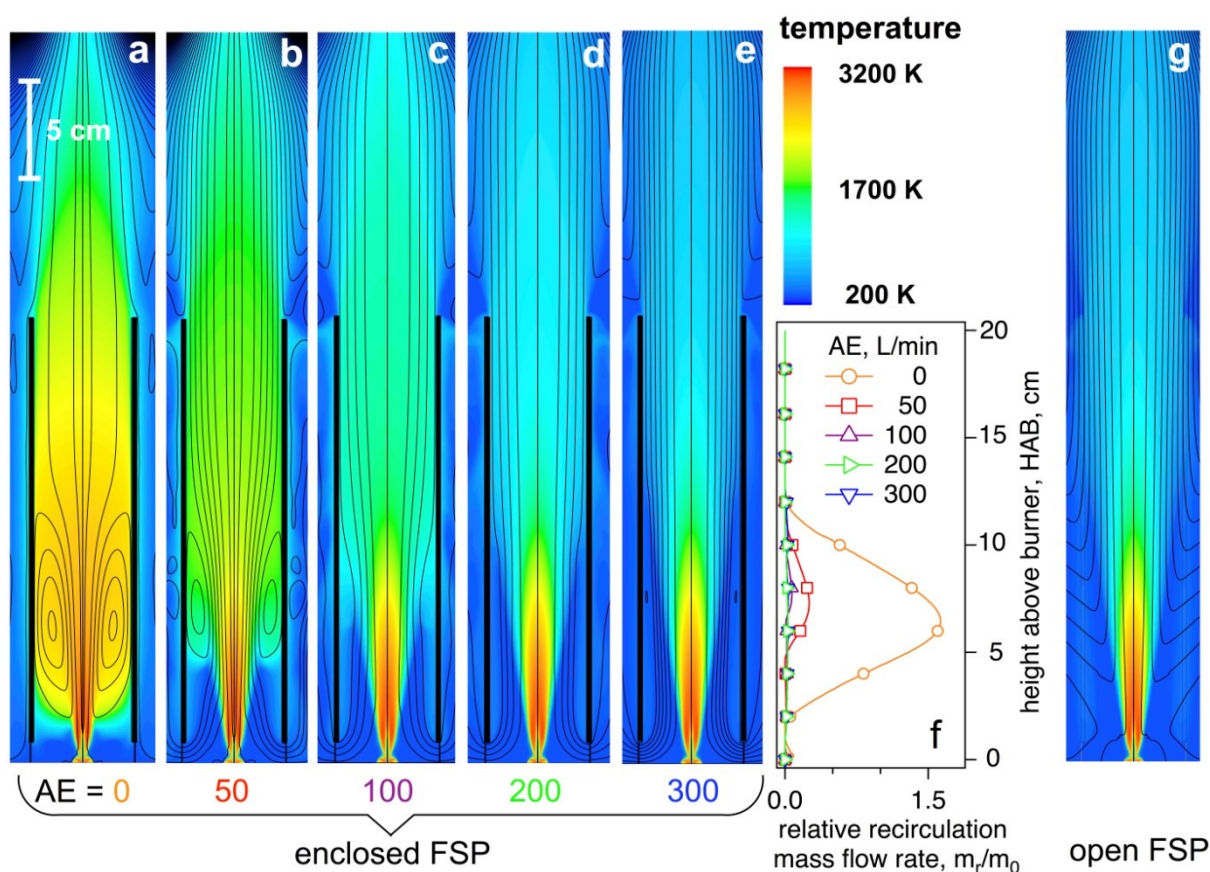 a
b
c
d
e
temperature
g
3200 K
5 cm
1700 K
200 K
AE, L/min
0
50
100
200
300
20
15
10
5
0
height above burner, HAB, cm
f
0.0
1.5
relative recirculation
mass flow rate, m_r/m_0
AE = 0
50
100
200
300
enclosed FSP
open FSP